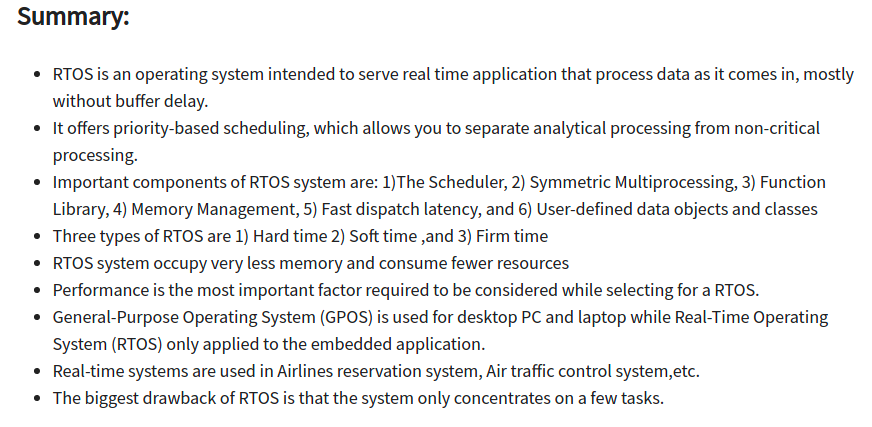 Summary:
• RTOS is an operating system intended to serve real time application that process data as it comes in, mostly
without buffer delay.
• It offers priority-based scheduling, which allows you to separate analytical processing from non-critical
processing.
• Important components of RTOS system are: 1)The Scheduler, 2) Symmetric Multiprocessing, 3) Function
Library, 4) Memory Management, 5) Fast dispatch latency, and 6) User-defined data objects and classes
• Three types of RTOS are 1) Hard time 2) Soft time ,and 3) Firm time
• RTOS system occupy very less memory and consume fewer resources
• Performance is the most important factor required to be considered while selecting for a RTOS.
• General-Purpose Operating System (GPOS) is used for desktop PC and laptop while Real-Time Operating
System (RTOS) only applied to the embedded application.
• Real-time systems are used in Airlines reservation system, Air traffic control system,etc.
• The biggest drawback of RTOS is that the system only concentrates on a few tasks.